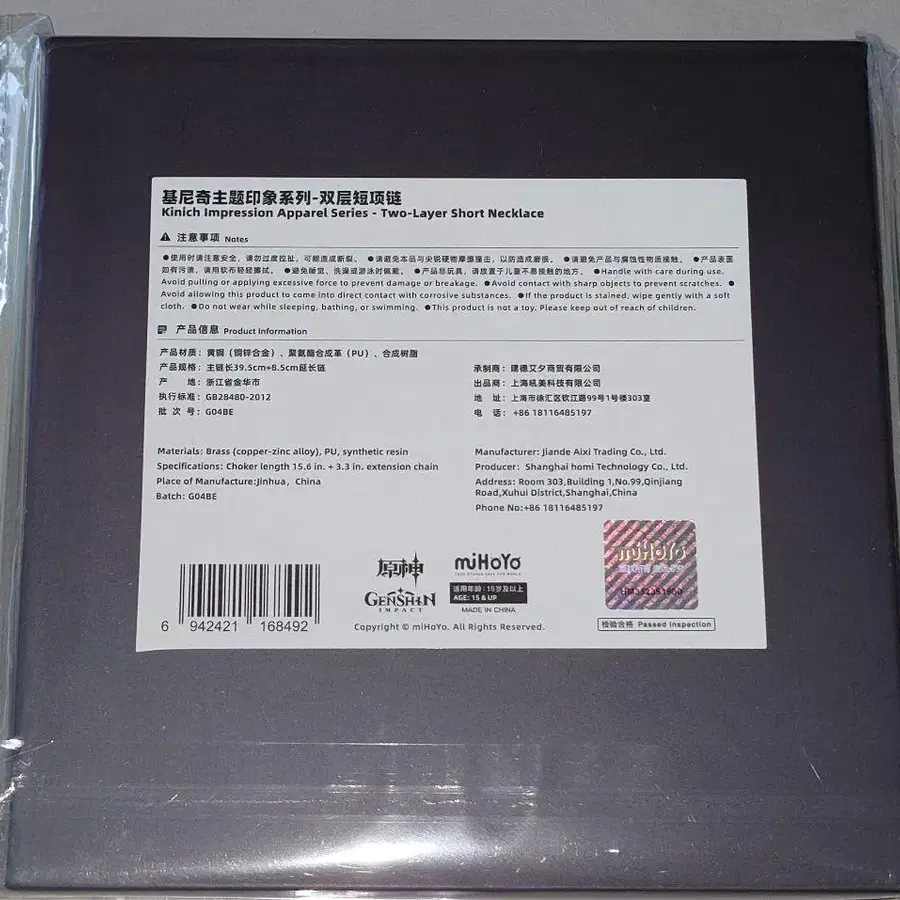 基尼奇主题印象系列-双层短项链
Kinich Impression Apparel Series - Two-Layer Short Necklace
注意事项 Notes
●使用时请注意安全，请勿过度拉扯，可能造成断裂。 ●请避免本品与尖锐硬物摩擦撞击，以防造成磨损。 ●请避免产品与腐蚀性物质接触。 ●产品表面
如有污渍，请用软布轻轻擦拭。 ●避免睡觉、洗澡或游泳时佩戴。 ●产品非玩具，请放置于儿童不易接触的地方。 ●Handle with care during use.
Avoid pulling or applying excessive force to prevent damage or breakage. ●Avoid contact with sharp objects to prevent scratches. ●
Avoid allowing this product to come into direct contact with corrosive substances. ●If the product is stained, wipe gently with a soft
cloth. ●Do not wear while sleeping, bathing, or swimming. ●This product is not a toy. Please keep out of reach of children.
产品信息 Product Information
产品材质：黄铜（铜锌合金）、聚氨酯合成革（PU）、合成树脂
产品规格：主链长39.5cm+8.5cm延长链
产 地：浙江省金华市
执行标准：GB28480-2012
批 次 号：G04BE
承制商：建德艾夕商贸有限公司
出品商：上海吼美科技有限公司
地 址：上海市徐汇区钦江路99号1号楼303室
电 话：+86 18116485197
Materials: Brass (copper-zinc alloy), PU, synthetic resin
Specifications: Choker length 15.6 in. + 3.3 in. extension chain
Place of Manufacture:Jinhua, China
Batch: G04BE
Manufacturer: Jiande Aixi Trading Co., Ltd.
Producer: Shanghai homi Technology Co., Ltd.
Address: Room 303,Building 1,No.99,Qinjiang
Road,Xuhui District,Shanghai,China
Phone No:+86 18116485197
6 942421 168492
原神
GENSHIN
IMPACT
miHoYo
TECH OTAKUS SAVE THE WORLD
适用年龄：15岁及以上
AGE: 15 & UP
MADE IN CHINA
Copyright © miHoYo. All Rights Reserved.
miHoYo
检验合格 Passed Inspection